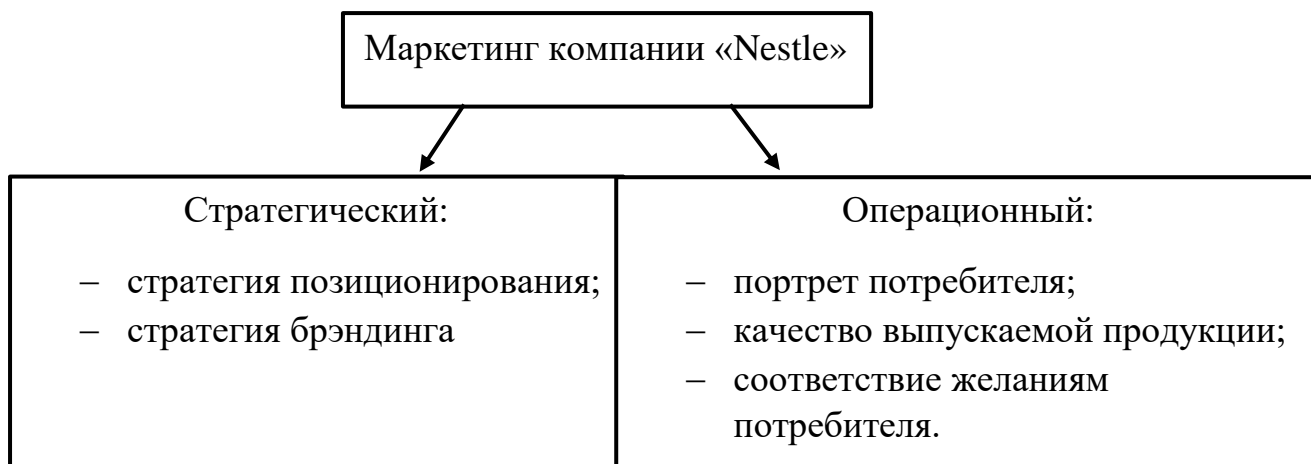 Маркетинг компании «Nestle»
Стратегический:
– стратегия позиционирования;
– стратегия брэндинга
Операционный:
– портрет потребителя;
– качество выпускаемой продукции;
– соответствие желаниям
потребителя.